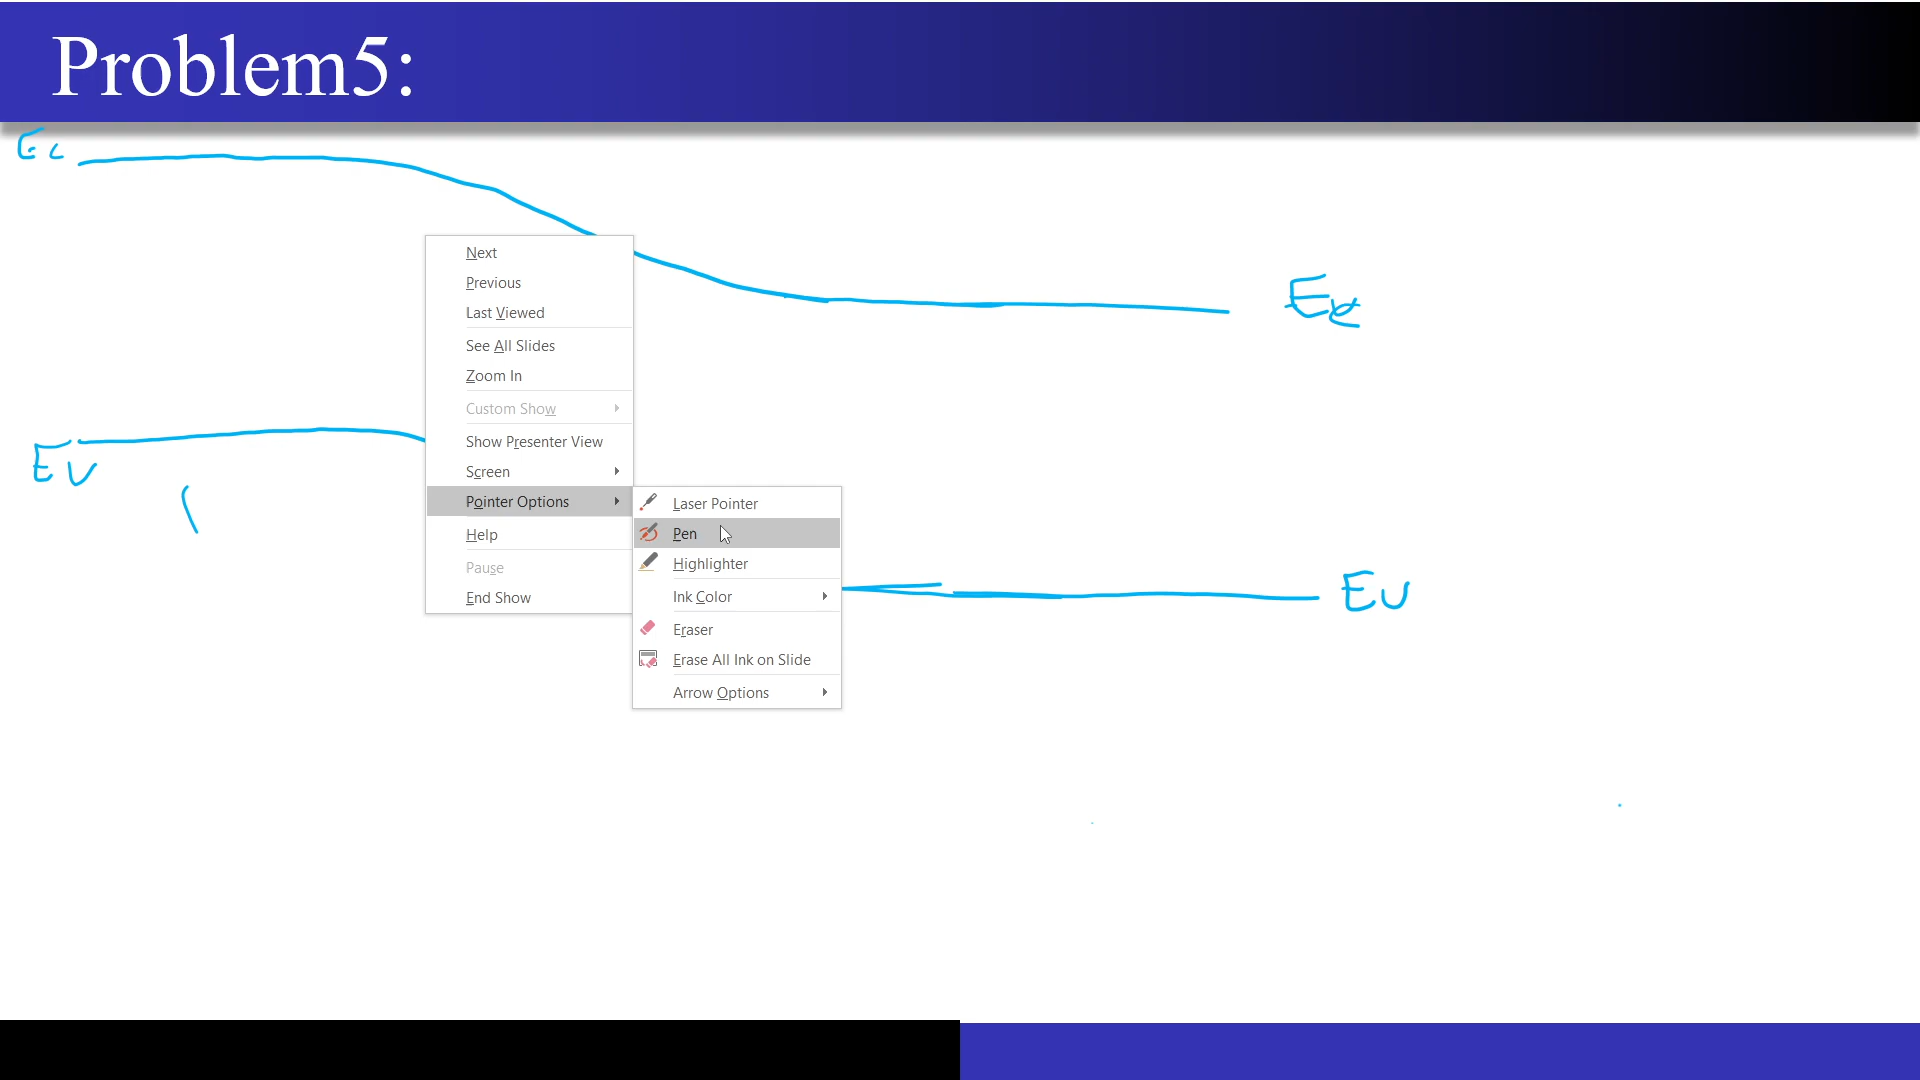 Problem5:
Ec
Next
Previous
Last Viewed
See All Slides
Zoom In
Custom Show
Show Presenter View
Screen
Pointer Options
Help
Pause
End Show
Laser Pointer
Pen
Highlighter
Ink Color
Eraser
Erase All Ink on Slide
Arrow Options
Ec
Ev
Ev